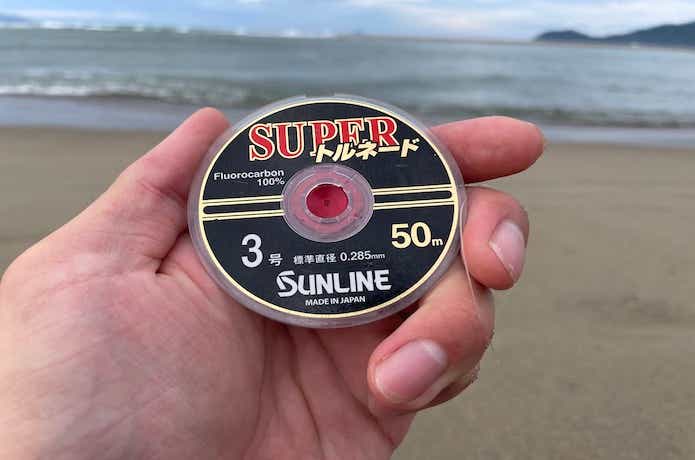 SUPER
トルネード
Fluorocarbon
100%
3号 標準直径 0.285mm
50m
SUNLINE
MADE IN JAPAN